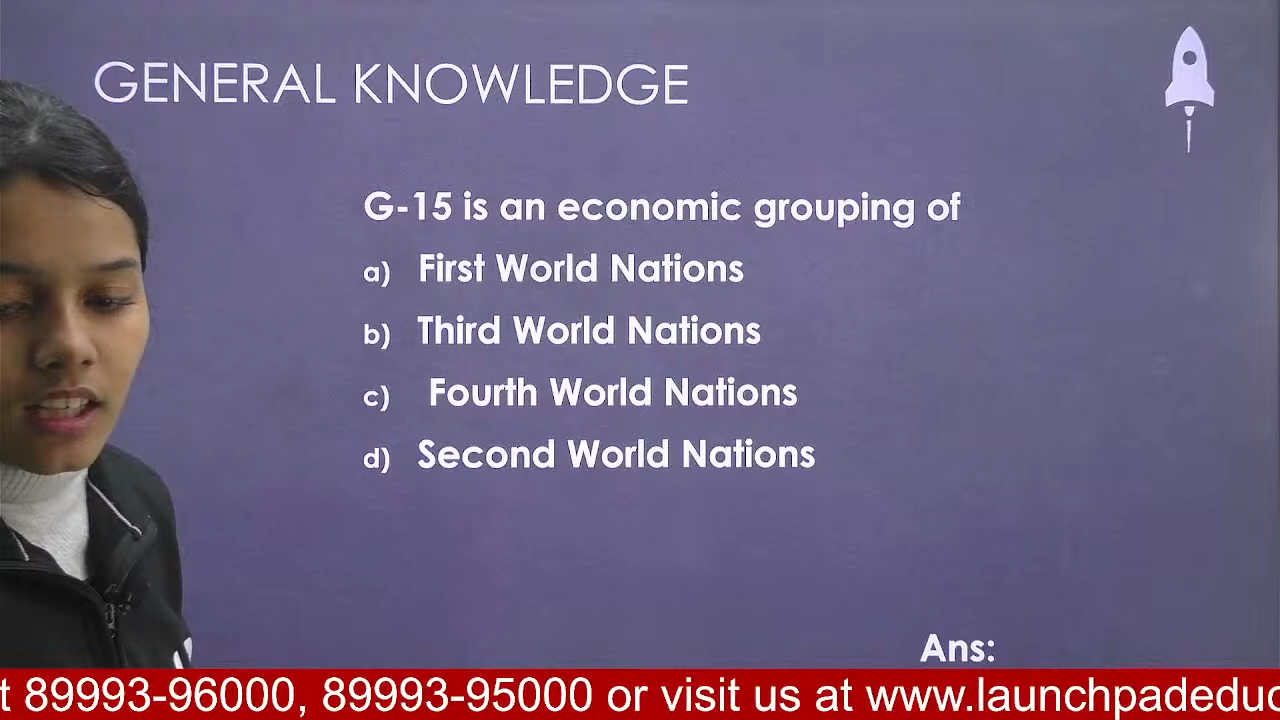 GENERAL KNOWLEDGE
G-15 is an economic grouping of
a) First World Nations
b) Third World Nations
c) Fourth World Nations
d) Second World Nations
Ans:
t 89993-96000, 89993-95000 or visit us at www.launchpadeduc